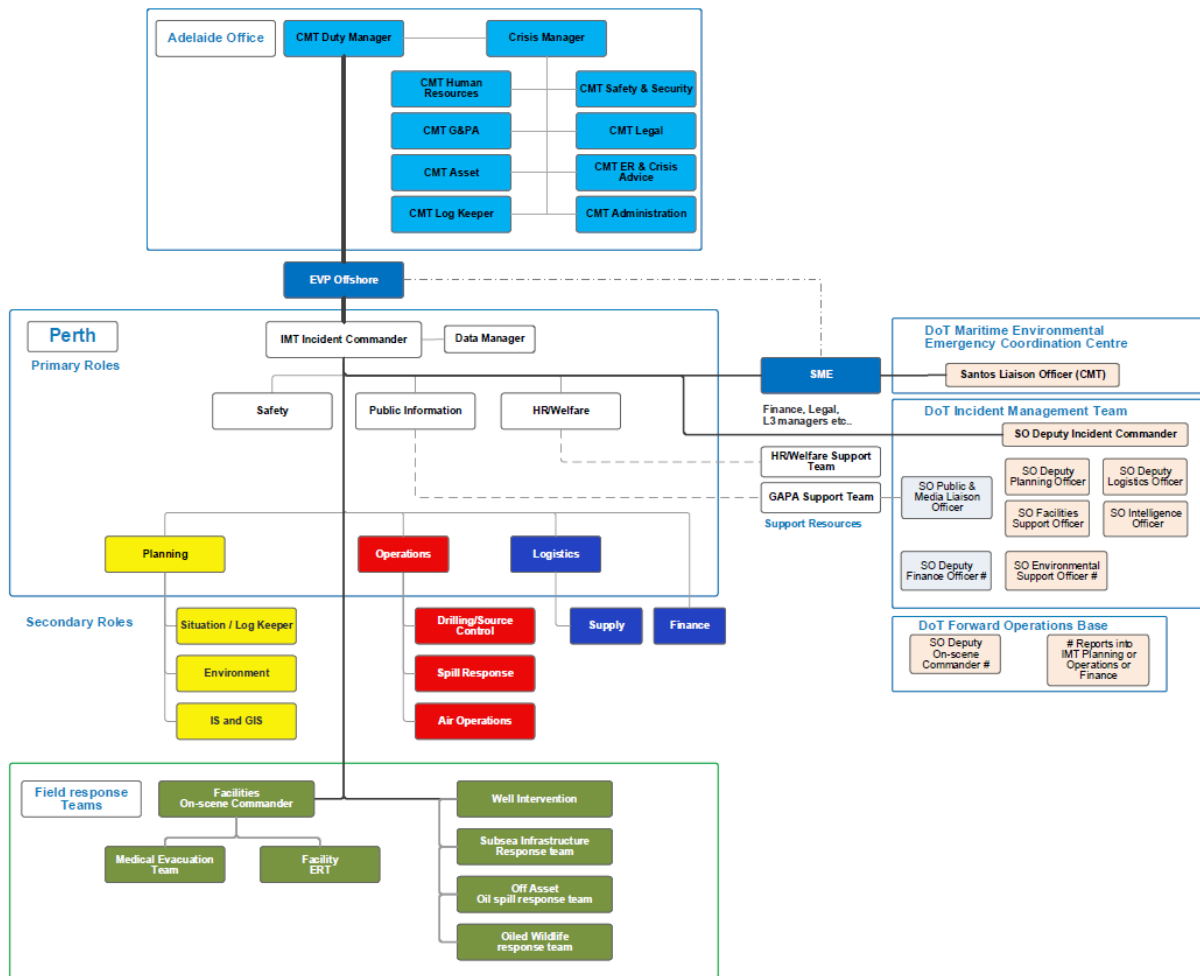 Adelaide Office
CMT Duty Manager
Crisis Manager
CMT Human
Resources
CMT Safety & Security
CMT G&PA
CMT Legal
CMT Asset
CMT ER & Crisis
Advice
CMT Log Keeper
CMT Administration
EVP Offshore
Perth
Primary Roles
IMT Incident Commander
Data Manager
Safety
Public Information
HR/Welfare
SME
Finance, Legal,
L3 managers etc..
HR/Welfare Support
Team
GAPA Support Team
Support Resources
DoT Maritime Environmental
Emergency Coordination Centre
Santos Liaison Officer (CMT)
DoT Incident Management Team
SO Deputy Incident Commander
SO Public &
Media Liaison
Officer
SO Deputy
Planning Officer
SO Deputy
Logistics Officer
SO Facilities
Support Officer
SO Intelligence
Officer
SO Deputy
Finance Officer #
SO Environmental
Support Officer #
DoT Forward Operations Base
SO Deputy
On-scene
Commander #
# Reports into
IMT Planning or
Operations or
Finance
Planning
Operations
Logistics
Secondary Roles
Situation / Log Keeper
Environment
IS and GIS
Drilling/Source
Control
Spill Response
Air Operations
Supply
Finance
Field response
Teams
Facilities
On-scene Commander
Medical Evacuation
Team
Facility
ERT
Well Intervention
Subsea Infrastructure
Response team
Off Asset
Oil spill response team
Oiled Wildlife
response team